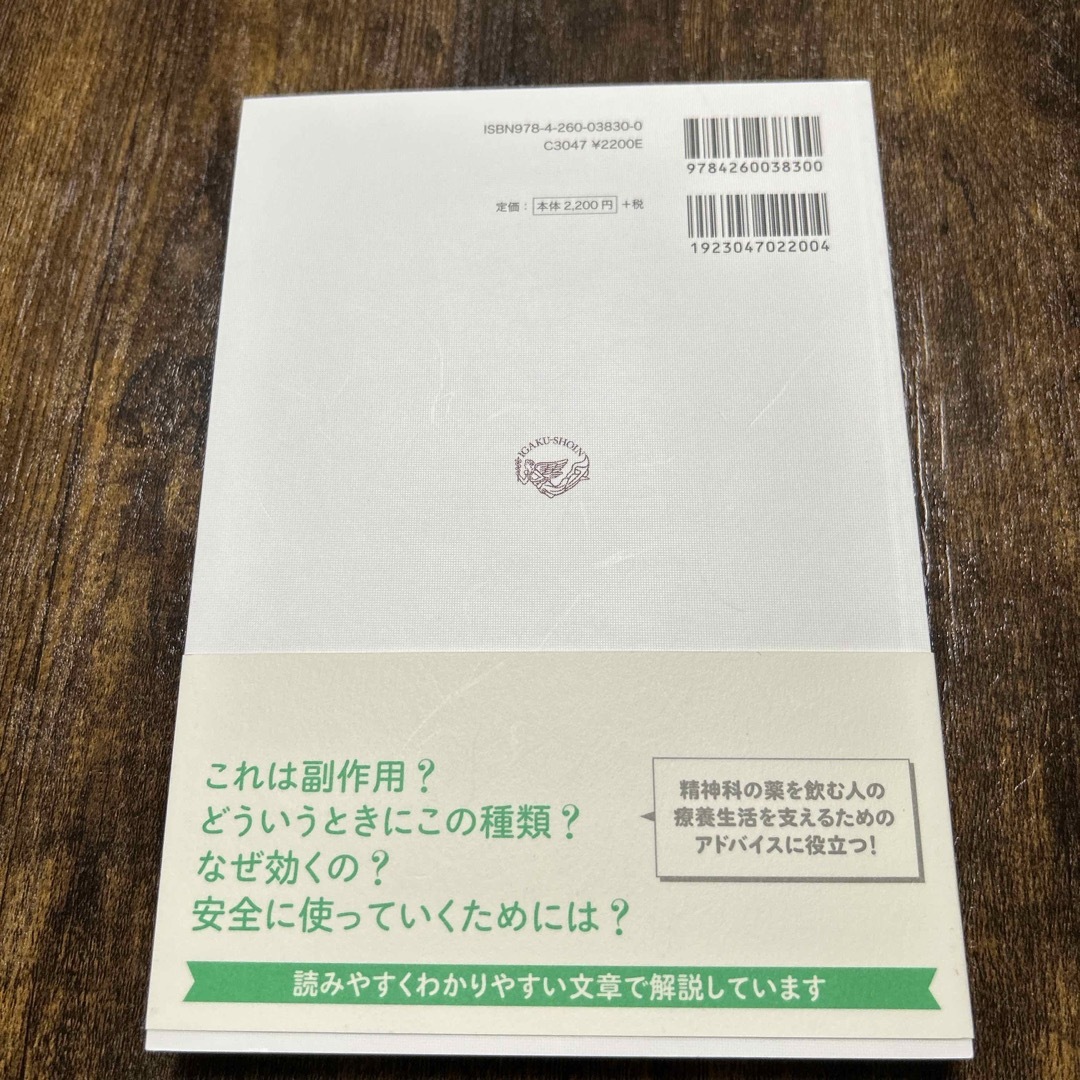 ISBN978-4-260-03830-0
C3047 ¥2200E
9784260038300
定価：本体2,200円+税
1923047022004
IGAKU-SHOIN
これは副作用？
どういうときにこの種類？
なぜ効くの？
安全に使っていくためには？
精神科の薬を飲む人の
療養生活を支えるための
アドバイスに役立つ！
読みやすくわかりやすい文章で解説しています